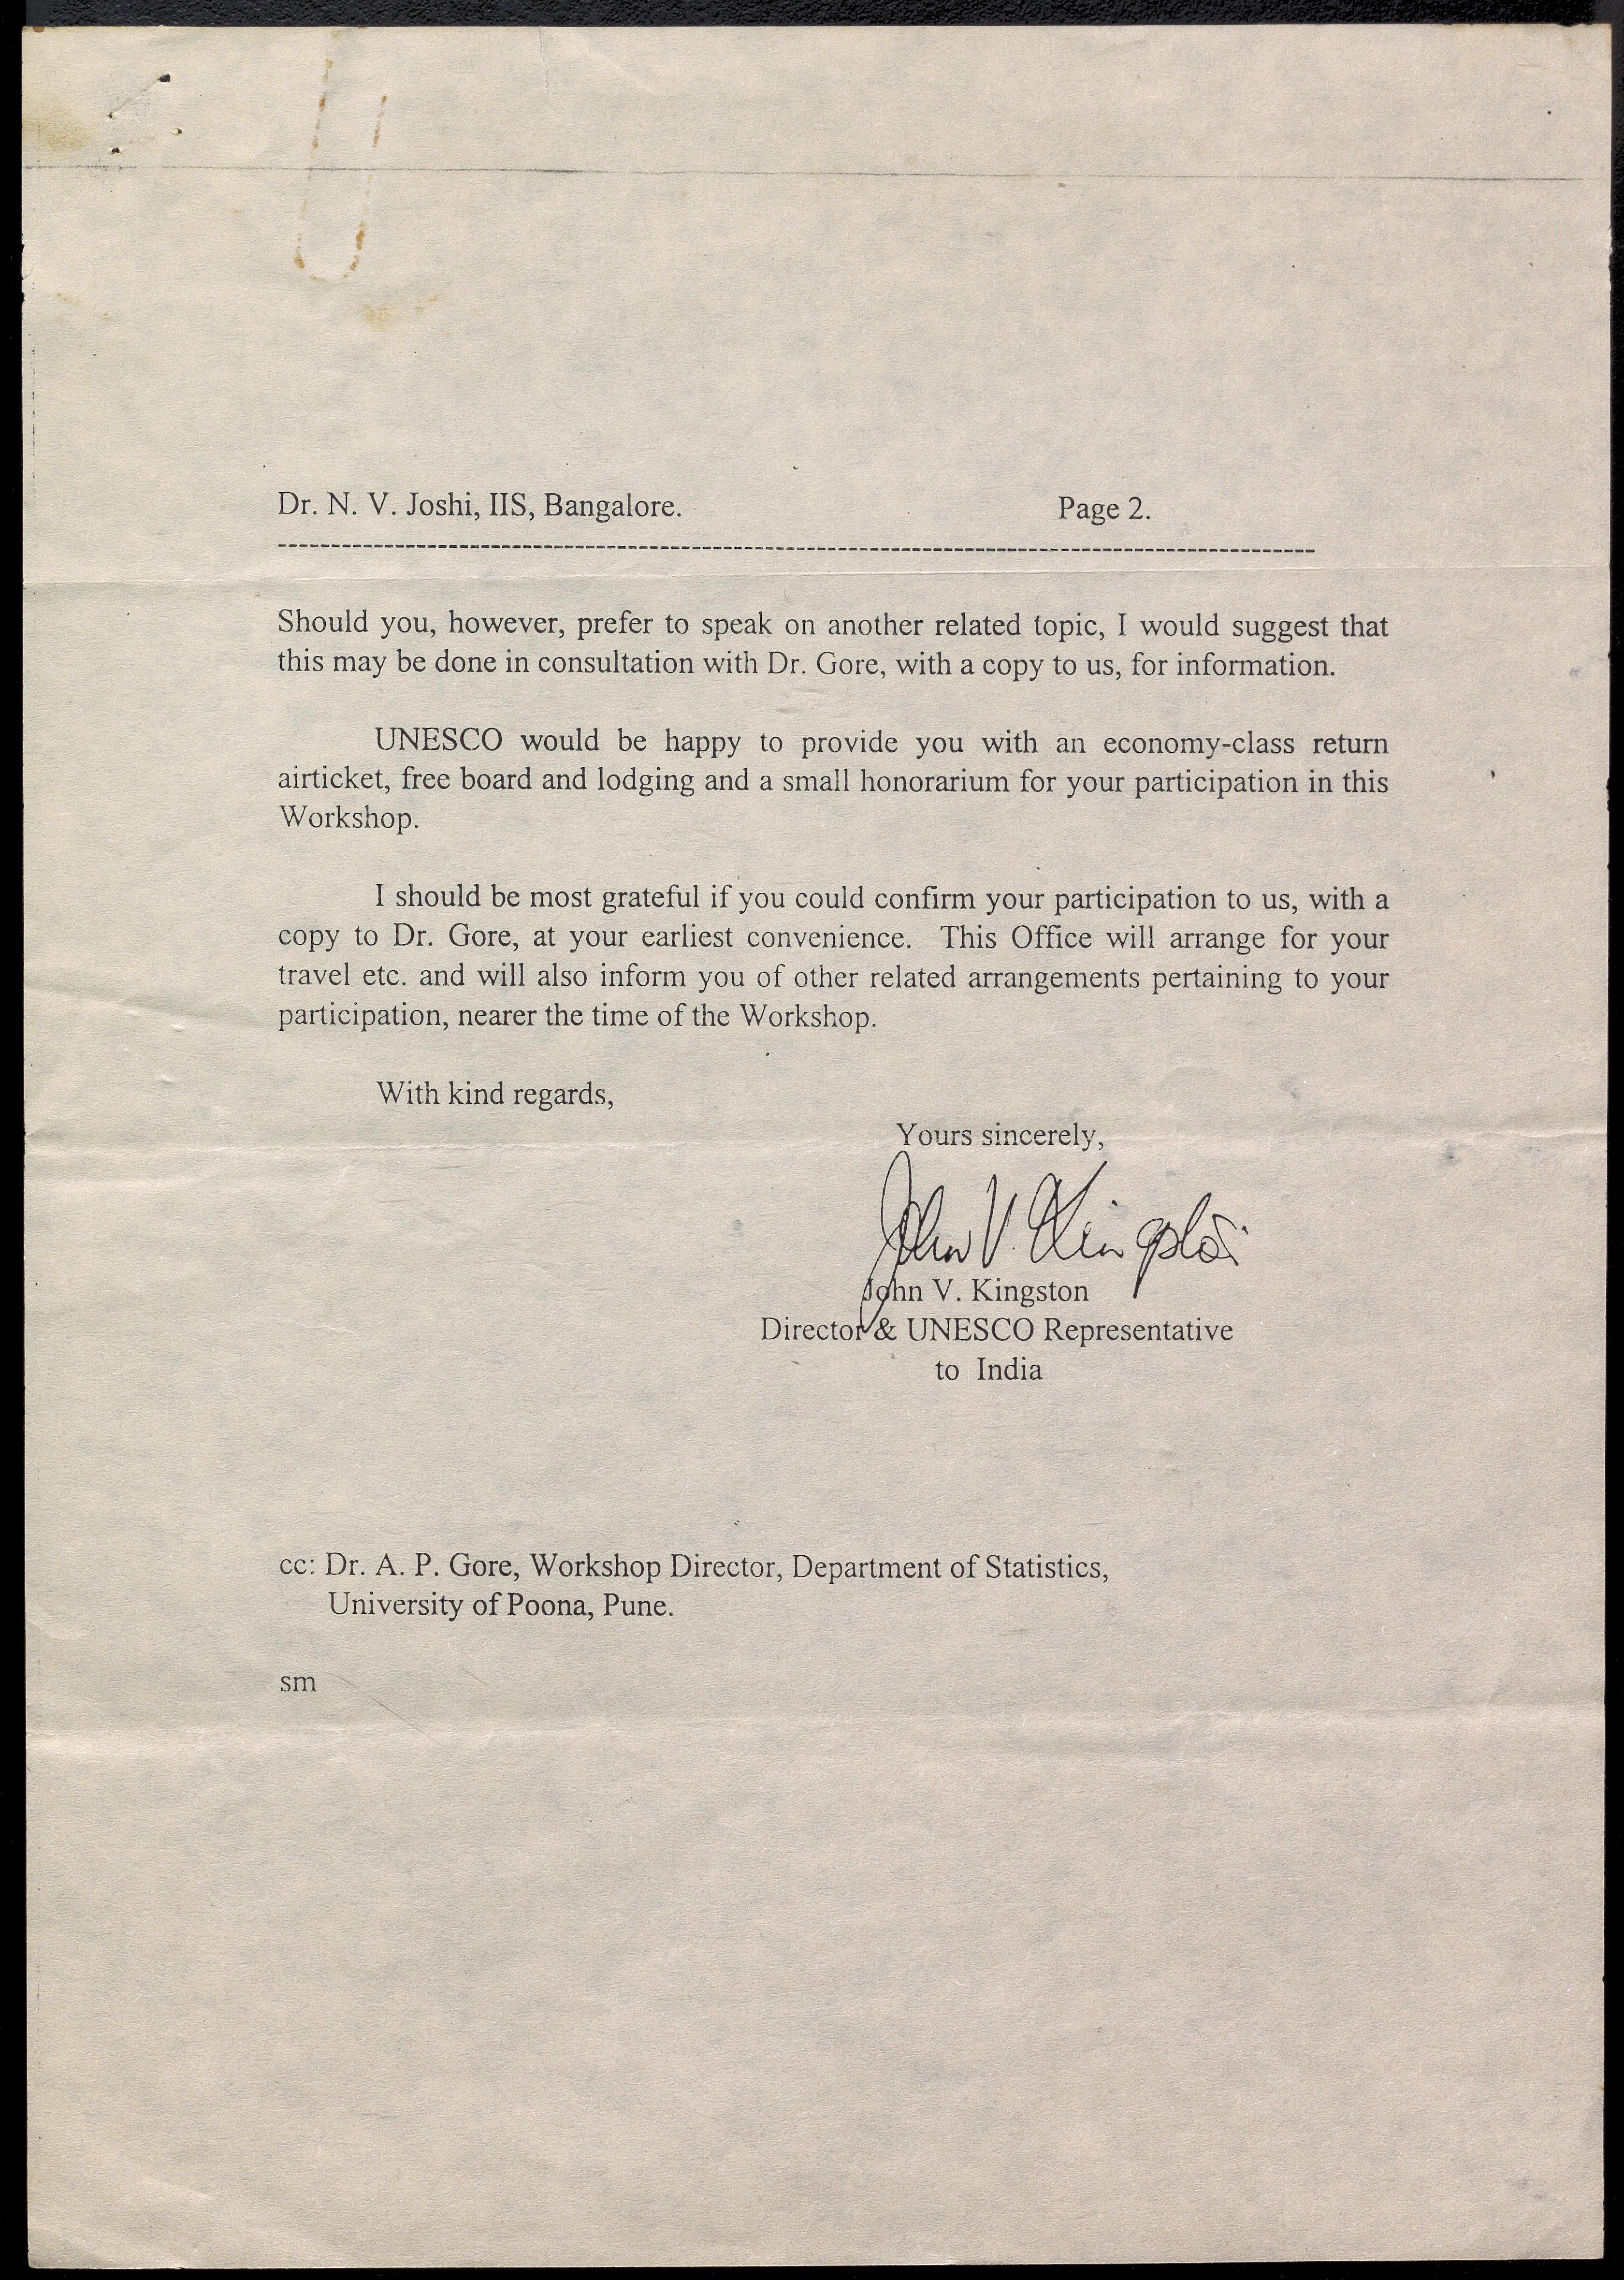 Dr. N. V. Joshi, IIS, Bangalore. Page 2.
--------------------------------------------------------------------------------------------------
Should you, however, prefer to speak on another related topic, I would suggest that
this may be done in consultation with Dr. Gore, with a copy to us, for information.
UNESCO would be happy to provide you with an economy-class return
airticket, free board and lodging and a small honorarium for your participation in this
Workshop.
I should be most grateful if you could confirm your participation to us, with a
copy to Dr. Gore, at your earliest convenience. This Office will arrange for your
travel etc. and will also inform you of other related arrangements pertaining to your
participation, nearer the time of the Workshop.
With kind regards,
Yours sincerely,
John V. Kingston
John V. Kingston
Director & UNESCO Representative
to India
cc: Dr. A. P. Gore, Workshop Director, Department of Statistics,
University of Poona, Pune.
sm